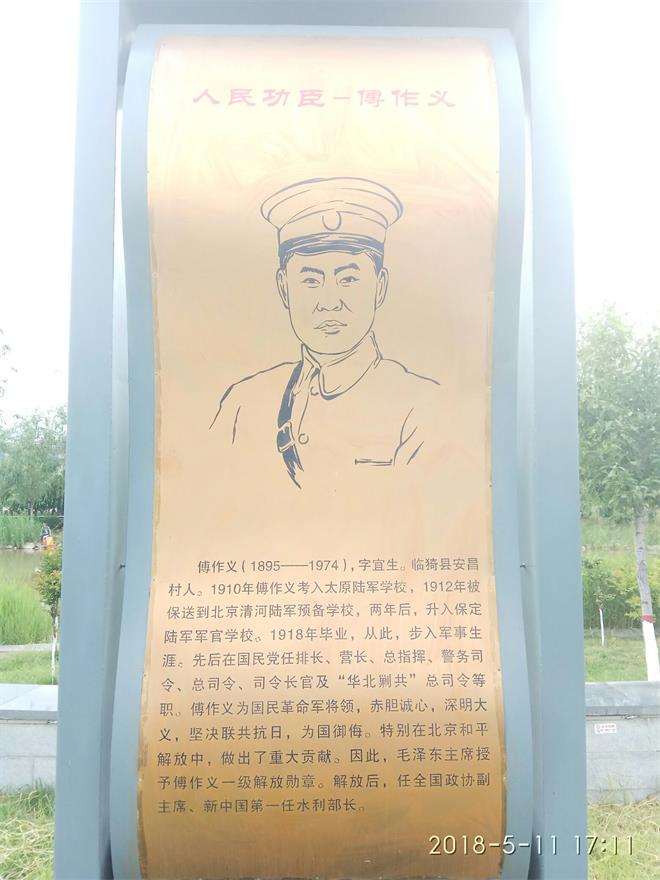 人民功臣-傅作义
傅作义(1895——1974),字宜生。临猗县安昌
村人。1910年傅作义考入太原陆军学校,1912年被
保送到北京清河陆军预备学校,两年后,升入保定
陆军军官学校。1918年毕业,从此,步入军事生
涯。先后在国民党任排长、营长、总指挥、警务司
令、总司令、司令长官及“华北剿共”总司令等
职。傅作义为国民革命军将领,赤胆诚心,深明大
义,坚决联共抗日,为国御侮。特别在北京和平
解放中,做出了重大贡献。因此,毛泽东主席授
予傅作义一级解放勋章。解放后,任全国政协副
主席、新中国第一任水利部长。
2018-5-11 17:11